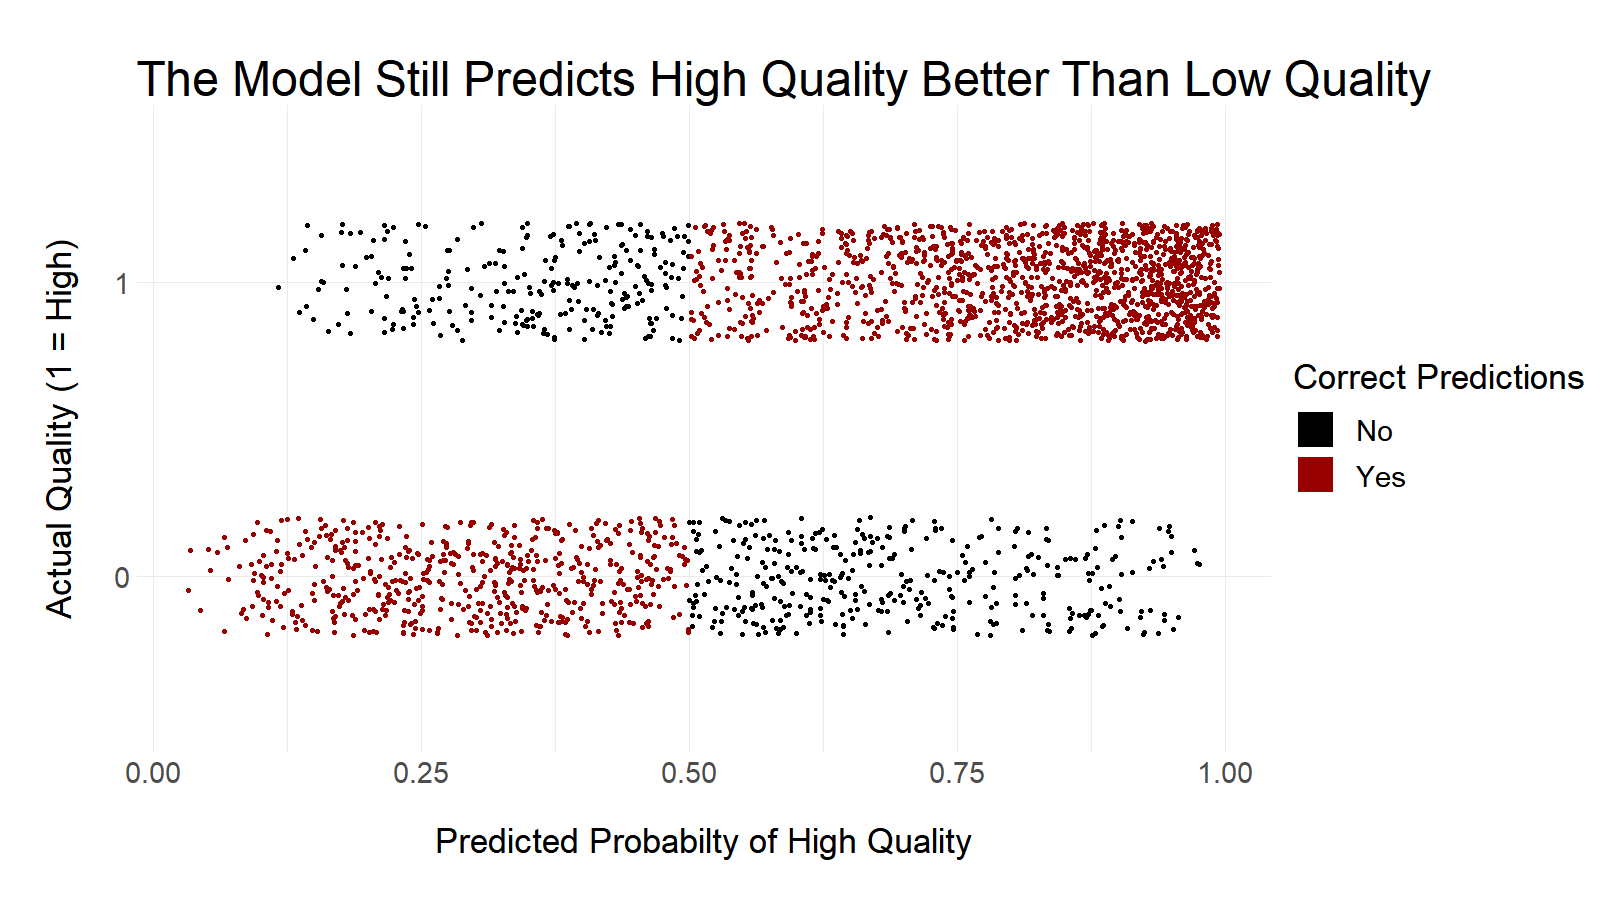 The Model Still Predicts High Quality Better Than Low Quality
Actual Quality (1 = High)
1
0
0.00 0.25 0.50 0.75 1.00
Predicted Probabilty of High Quality
Correct Predictions
No
Yes